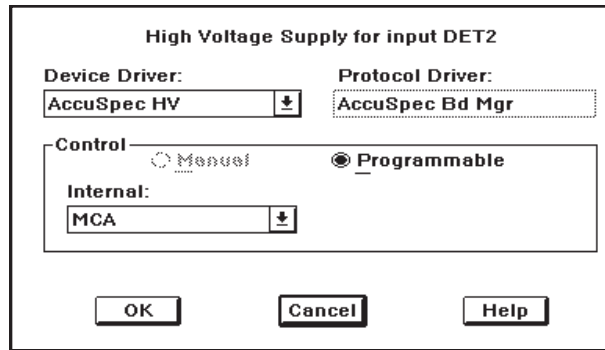 High Voltage Supply for input DET2
Device Driver: Protocol Driver:
AccuSpec HV AccuSpec Bd Mgr
Control
Manual Programmable
Internal:
MCA
OK Cancel Help